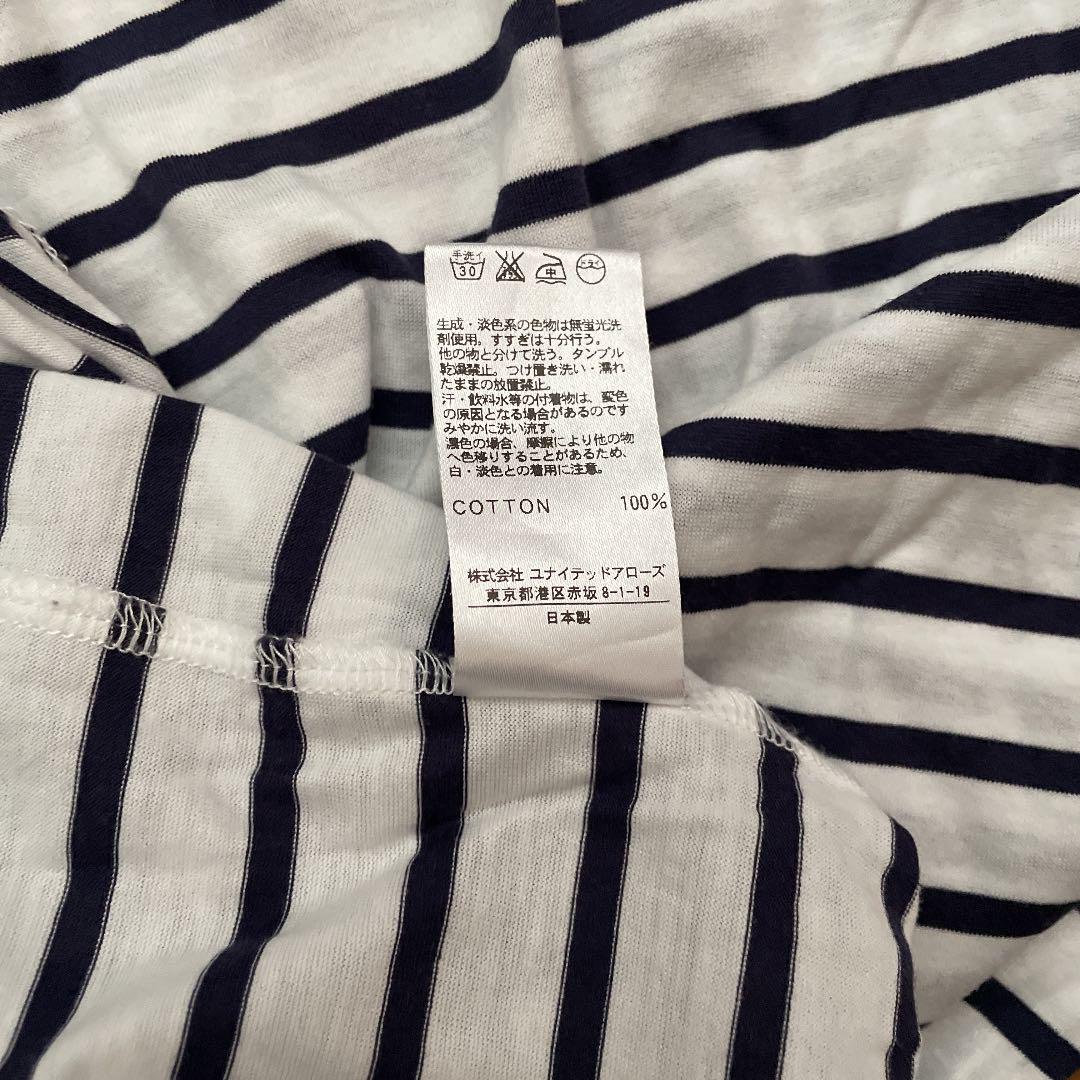 手洗イ 30 中 ドライ
生成・淡色系の色物は無蛍光洗
剤使用。すすぎは十分行う。
他の物と分けて洗う。タンブル
乾燥禁止。つけ置き洗い・濡れ
たままの放置禁止。
汗・飲料水等の付着物は、変色
の原因となる場合があるのです
みやかに洗い流す。
濃色の場合、摩擦により他の物
へ色移りすることがあるため、
白・淡色との着用に注意。
COTTON 100%
株式会社 ユナイテッドアローズ
東京都港区赤坂8-1-19
日本製